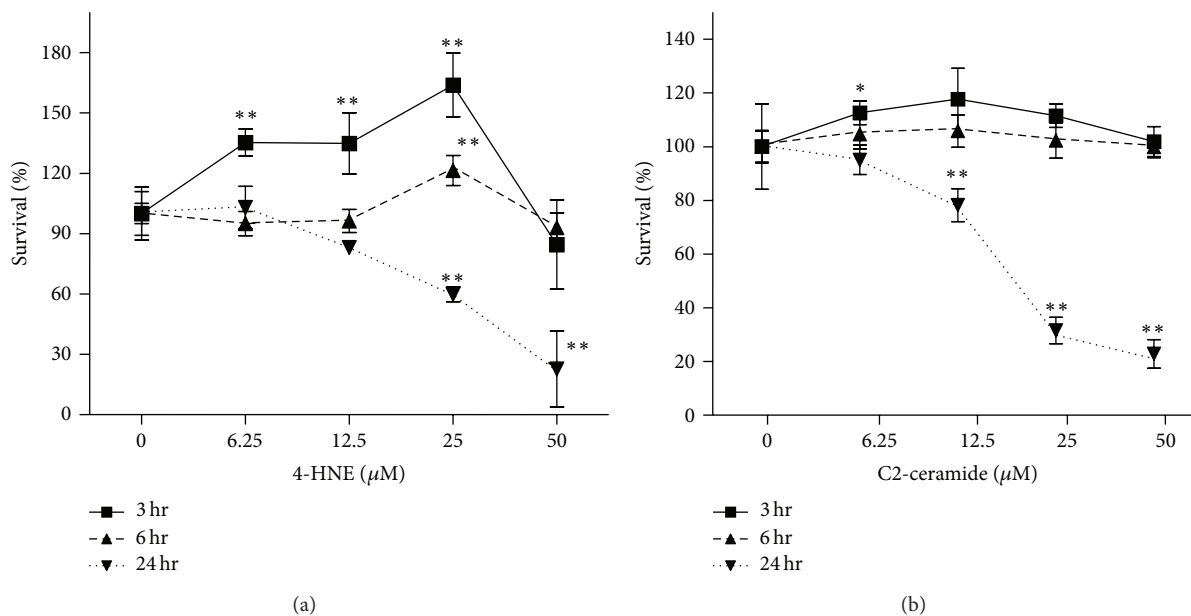 180
150
120
90
60
30
0
Survival (%)
** ** ** ** ** **
0 6.25 12.5 25 50
4-HNE (μM)
3 hr
6 hr
24 hr
(a)
140
120
100
80
60
40
20
0
Survival (%)
* ** ** **
0 6.25 12.5 25 50
C2-ceramide (μM)
3 hr
6 hr
24 hr
(b)